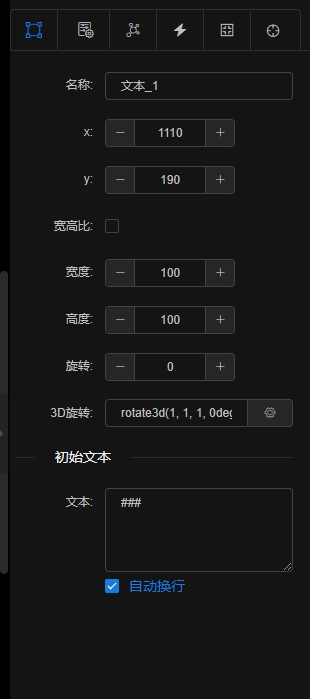 名称: 文本_1
x: − 1110 +
y: − 190 +
宽高比:
宽度: − 100 +
高度: − 100 +
旋转: − 0 +
3D旋转: rotate3d(1, 1, 1, 0deg
初始文本
文本: ###
自动换行